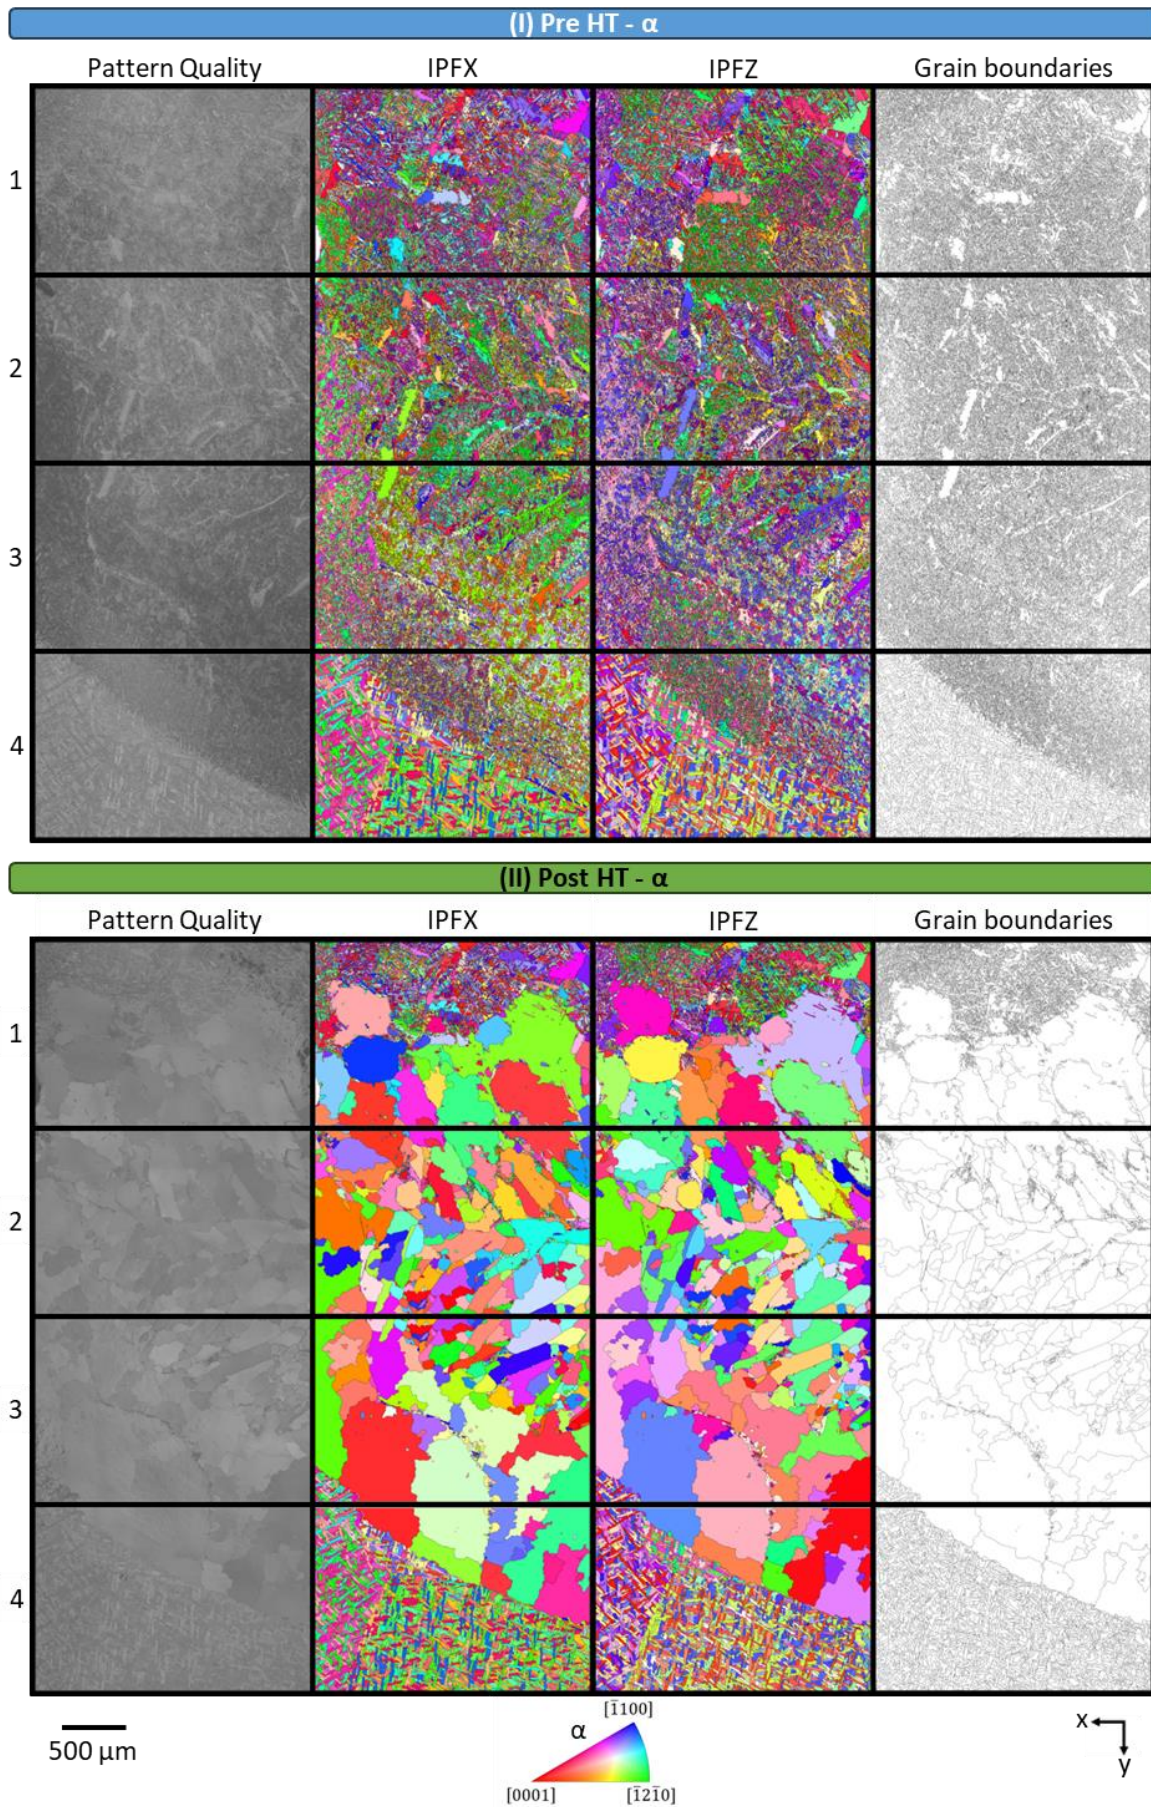 (I) Pre HT - α
Pattern Quality IPFX IPFZ Grain boundaries
1
2
3
4
(II) Post HT - α
Pattern Quality IPFX IPFZ Grain boundaries
1
2
3
4
500 µm
α
[1̅100]
[0001] [1̅21̅0]
x
y